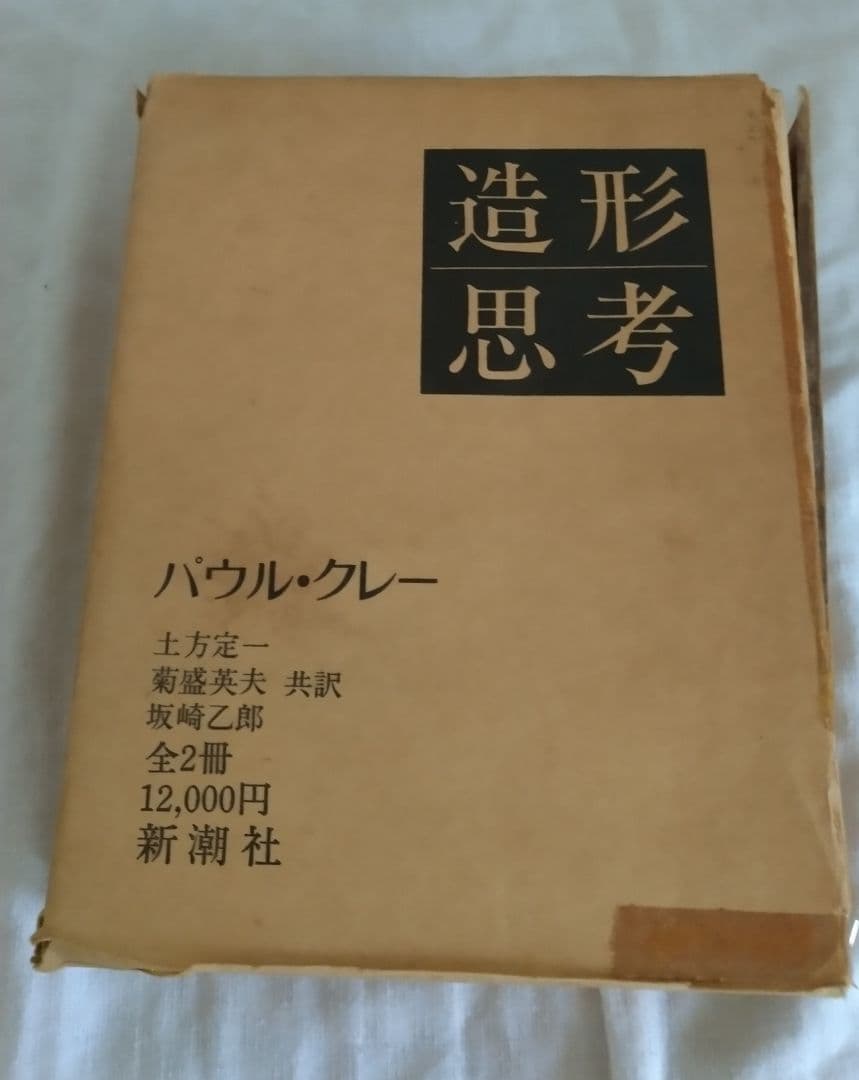 造形
思考
パウル・クレー
土方定一
菊盛英夫 共訳
坂崎乙郎
全2冊
12,000円
新潮社